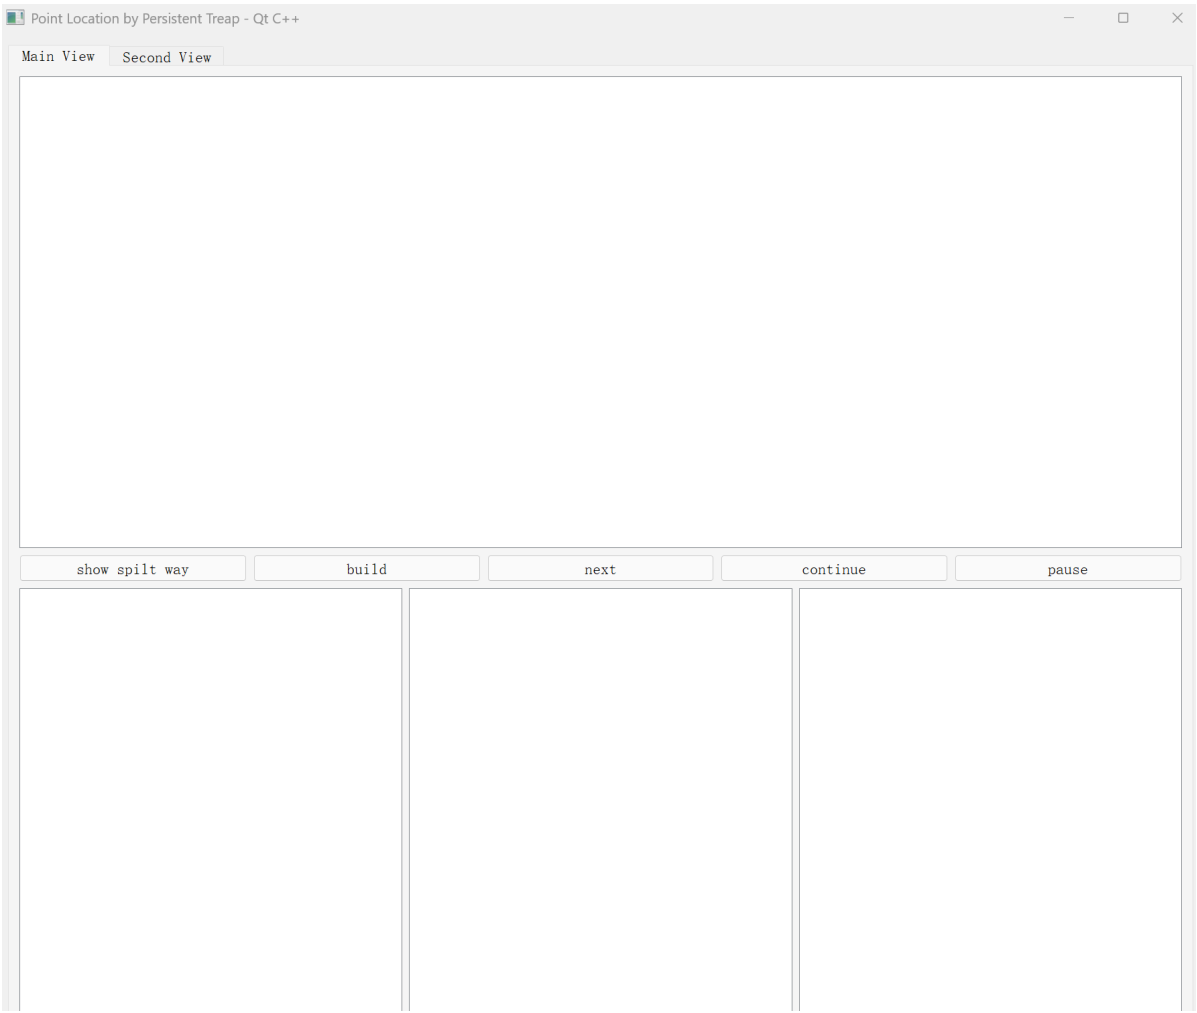 Point Location by Persistent Treap - Qt C++
Main View Second View
show spilt way build next continue pause